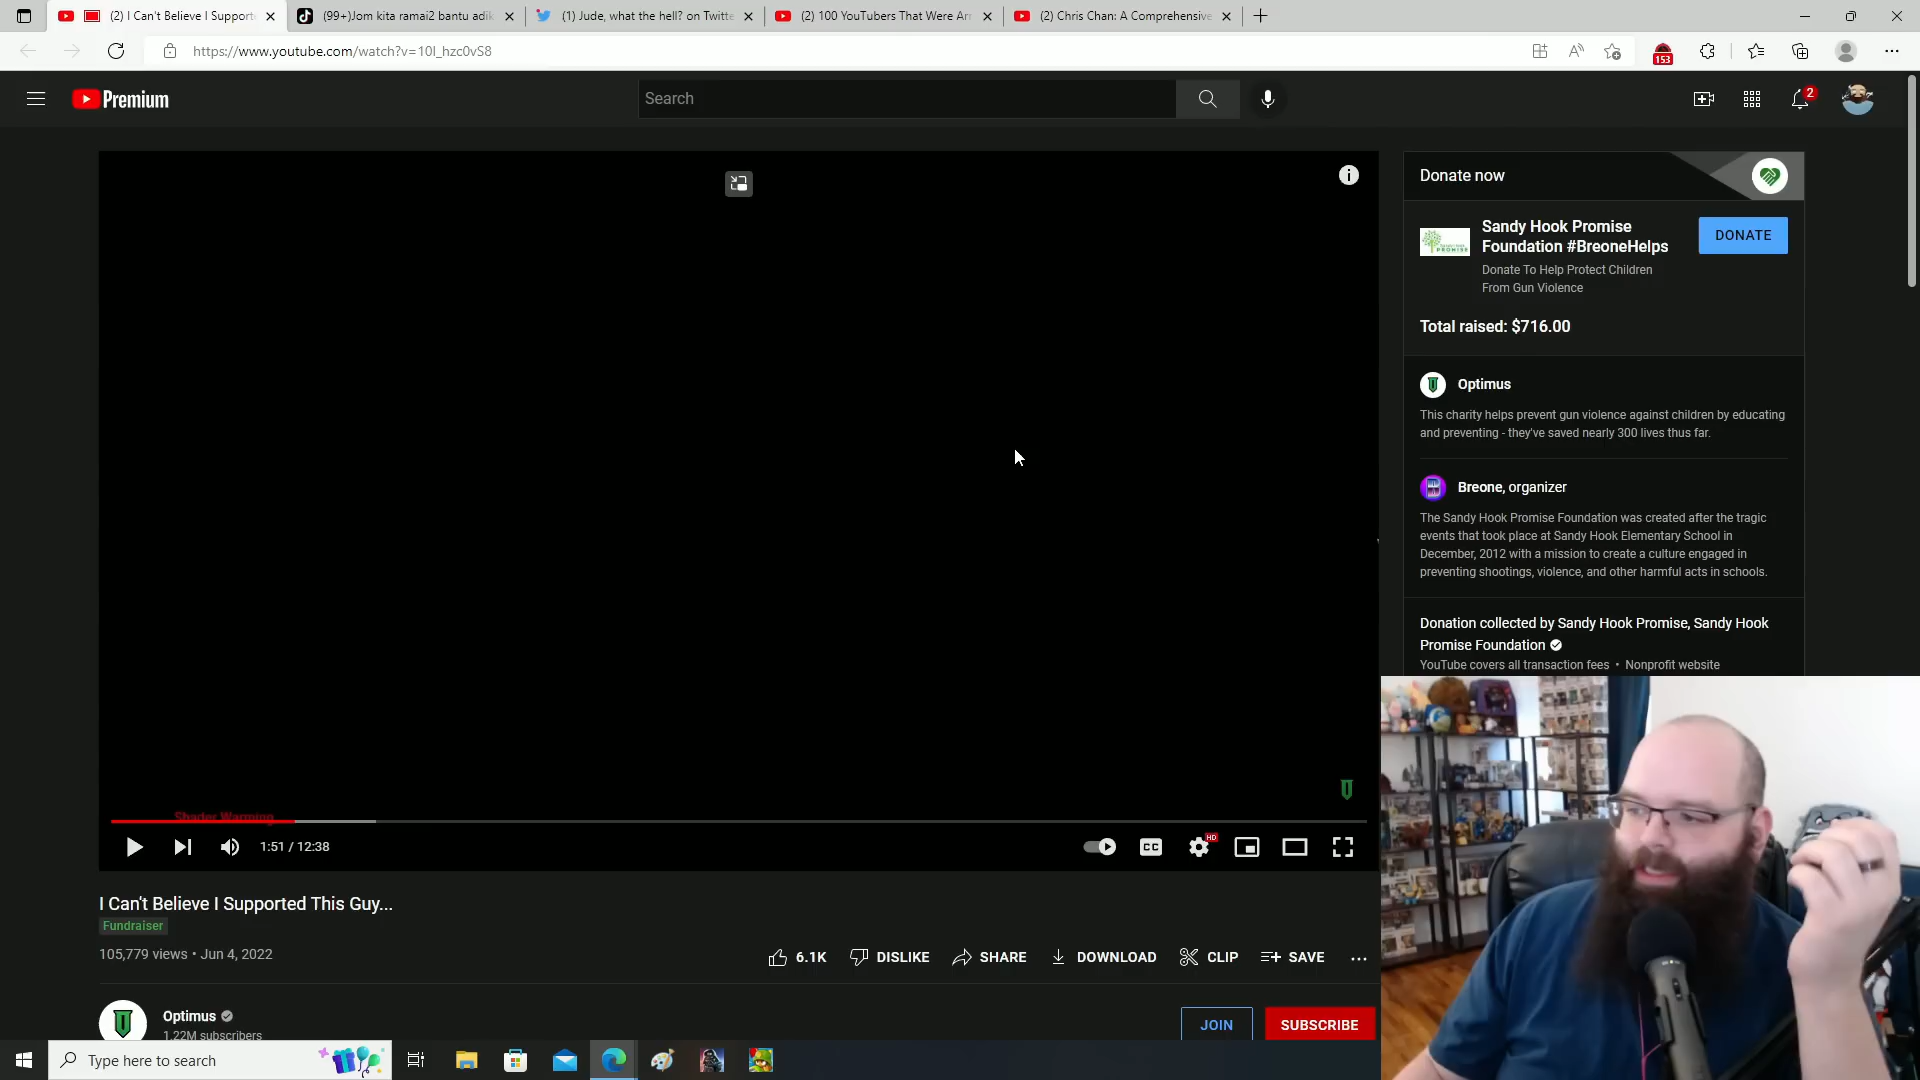 (2) I Can't Believe I Support
(99+)Jom kita ramai2 bantu adik
(1) Jude, what the hell? on Twitte
(2) 100 YouTubers That Were Arr
(2) Chris Chan: A Comprehensive
https://www.youtube.com/watch?v=10l_hzc0vS8
153
Premium
Search
2
Donate now
Sandy Hook Promise
Foundation #BreoneHelps
DONATE
Donate To Help Protect Children
From Gun Violence
Total raised: $716.00
Optimus
This charity helps prevent gun violence against children by educating
and preventing - they've saved nearly 300 lives thus far.
Breone, organizer
The Sandy Hook Promise Foundation was created after the tragic
events that took place at Sandy Hook Elementary School in
December, 2012 with a mission to create a culture engaged in
preventing shootings, violence, and other harmful acts in schools.
Donation collected by Sandy Hook Promise, Sandy Hook
Promise Foundation
YouTube covers all transaction fees • Nonprofit website
Shader Warming
1:51 / 12:38
CC
HD
I Can't Believe I Supported This Guy...
Fundraiser
105,779 views • Jun 4, 2022
6.1K
DISLIKE
SHARE
DOWNLOAD
CLIP
SAVE
Optimus
1.22M subscribers
JOIN
SUBSCRIBE
Type here to search